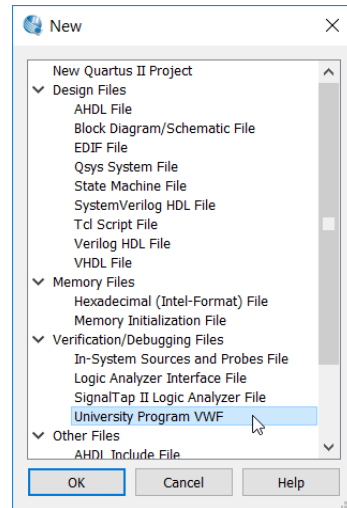 New
New Quartus II Project
Design Files
AHDL File
Block Diagram/Schematic File
EDIF File
Qsys System File
State Machine File
SystemVerilog HDL File
Tcl Script File
Verilog HDL File
VHDL File
Memory Files
Hexadecimal (Intel-Format) File
Memory Initialization File
Verification/Debugging Files
In-System Sources and Probes File
Logic Analyzer Interface File
SignalTap II Logic Analyzer File
University Program VWF
Other Files
AHDL Include File
OK Cancel Help